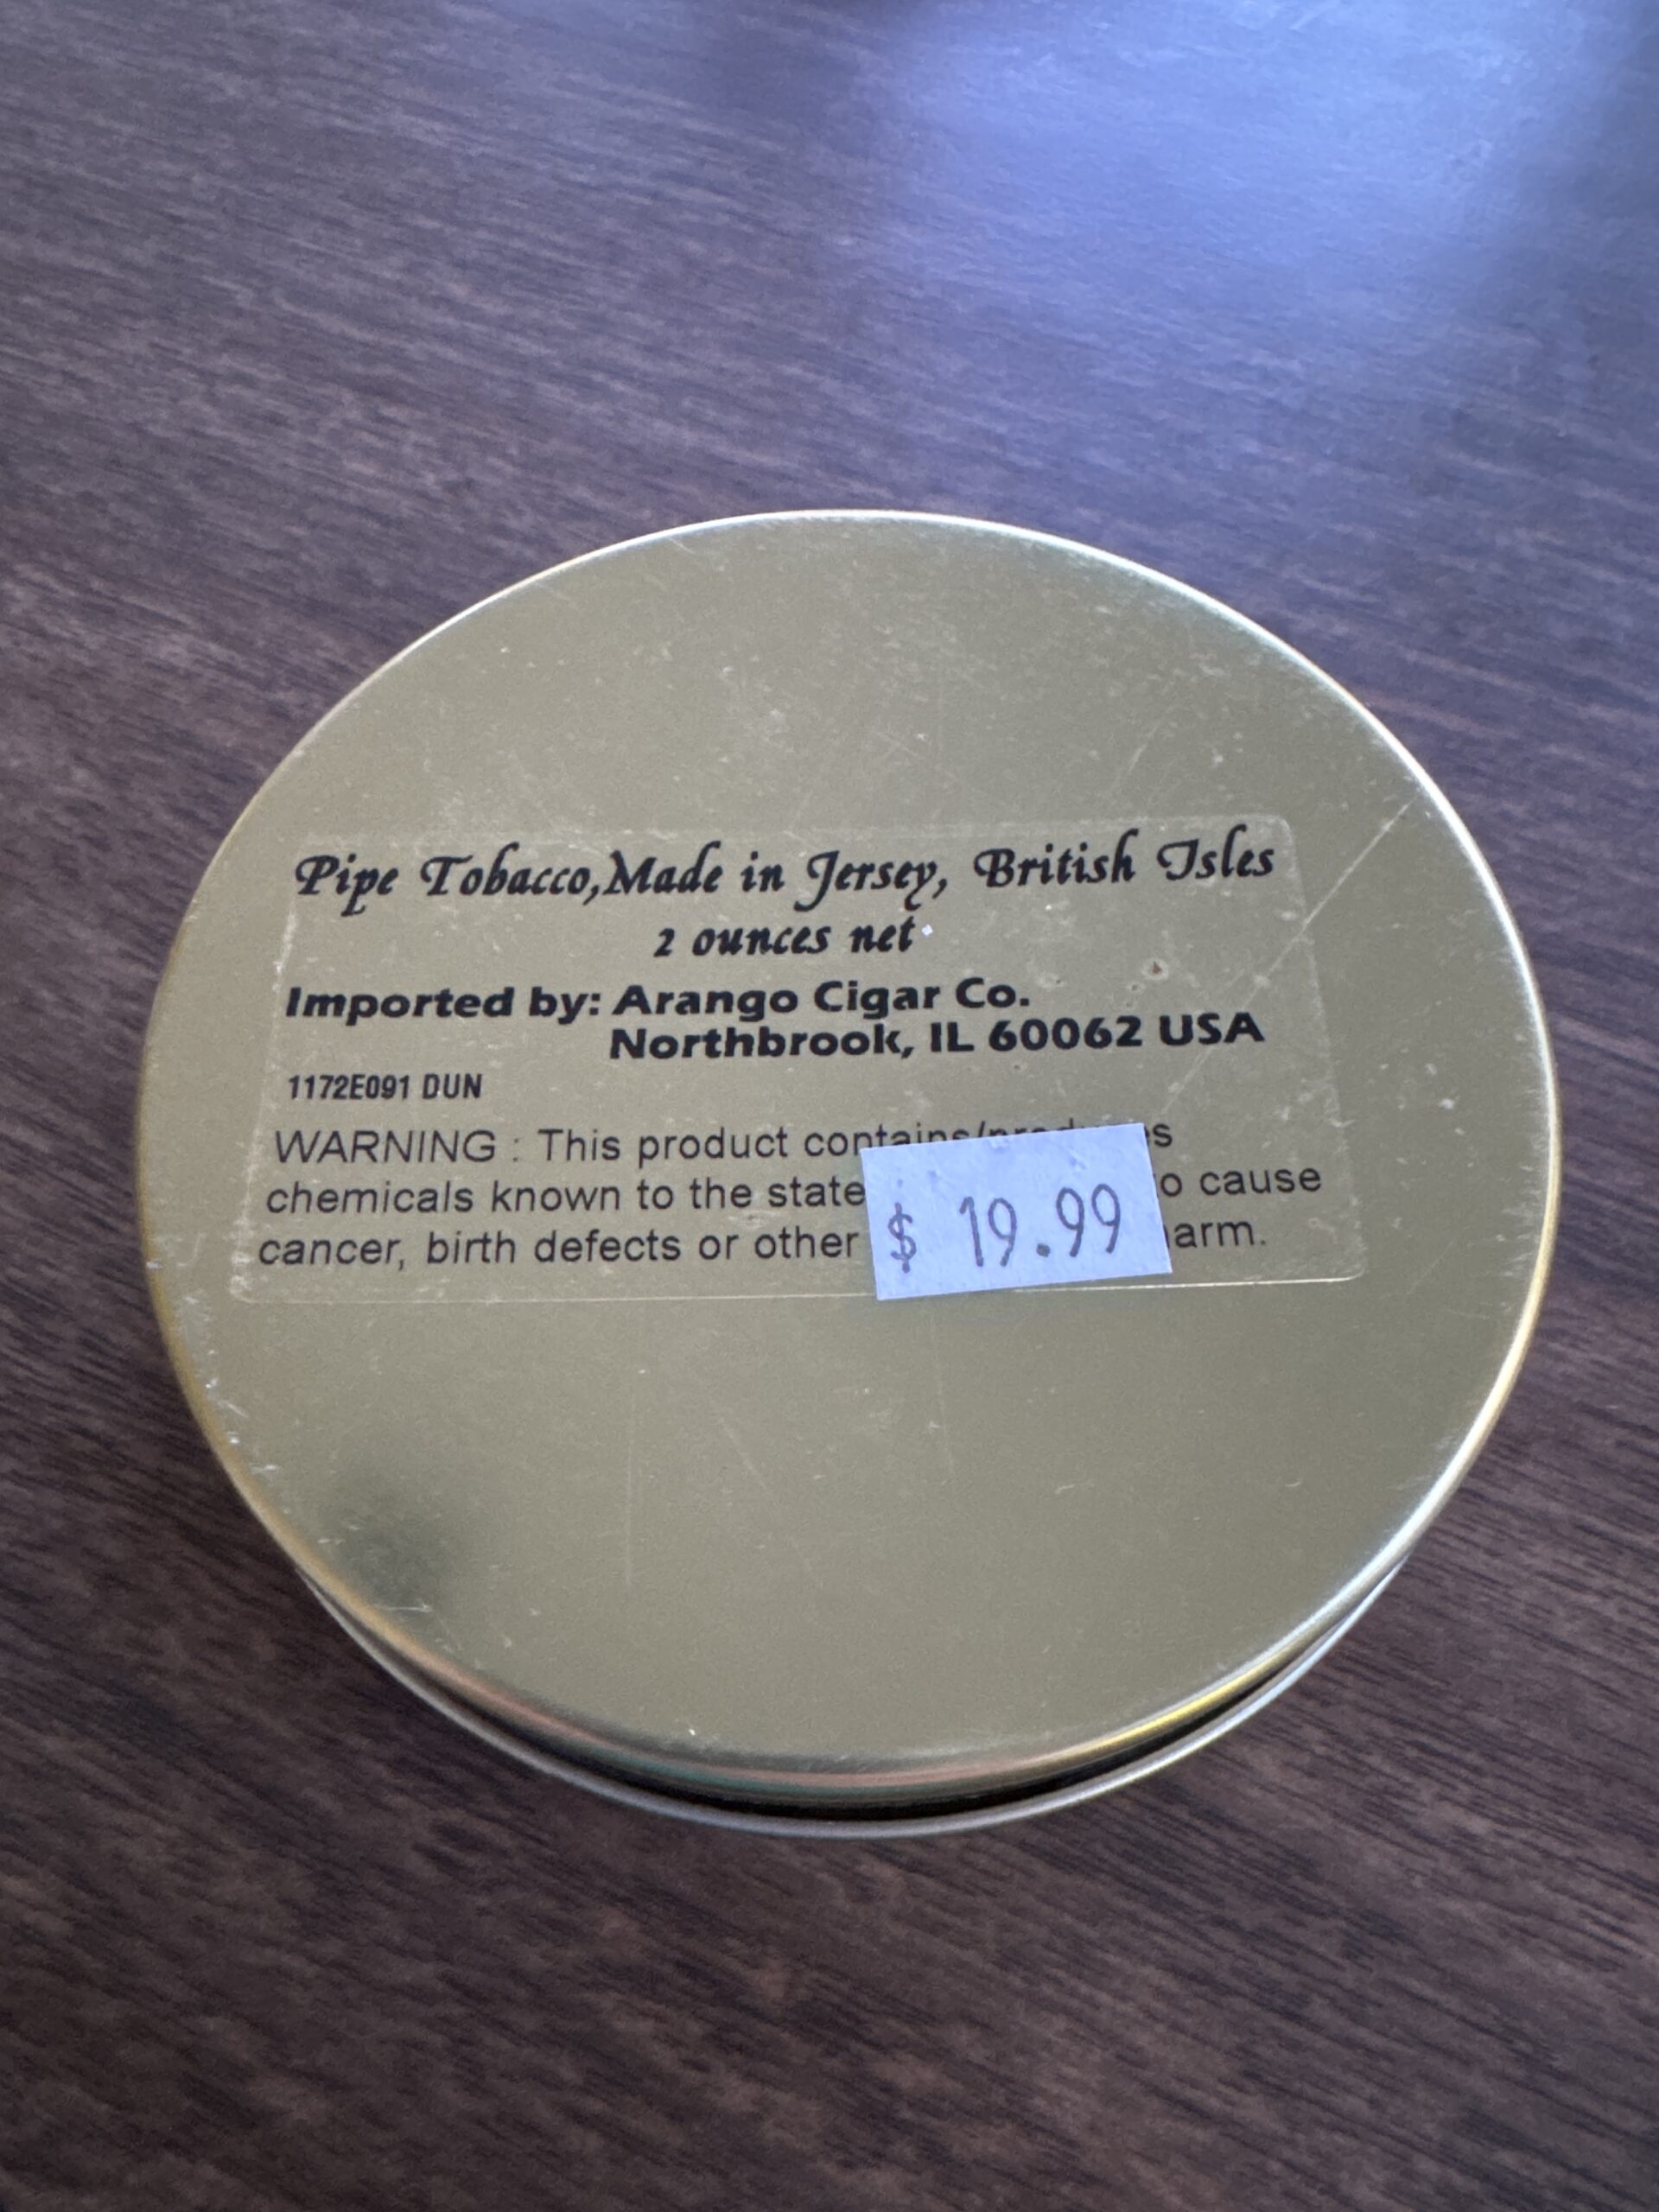 Pipe Tobacco,Made in Jersey, British Isles
2 ounces net
Imported by: Arango Cigar Co.
Northbrook, IL 60062 USA
1172E091 DUN
WARNING : This product contains/produces
chemicals known to the state o cause
cancer, birth defects or other arm.
$ 19.99